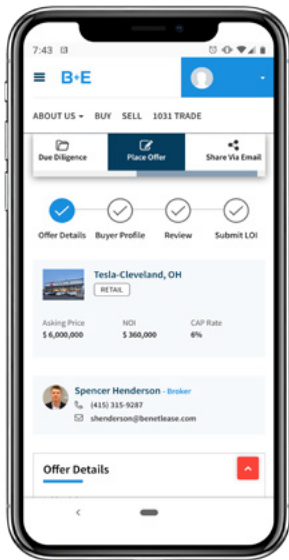 7:43
B+E
ABOUT US BUY SELL 1031 TRADE
Due Diligence Place Offer Share Via Email
Offer Details Buyer Profile Review Submit LOI
Tesla-Cleveland, OH
RETAIL
Asking Price NOI CAP Rate
$ 6,000,000 $ 360,000 6%
Spencer Henderson - Broker
(415) 315-9287
shenderson@benetlease.com
Offer Details